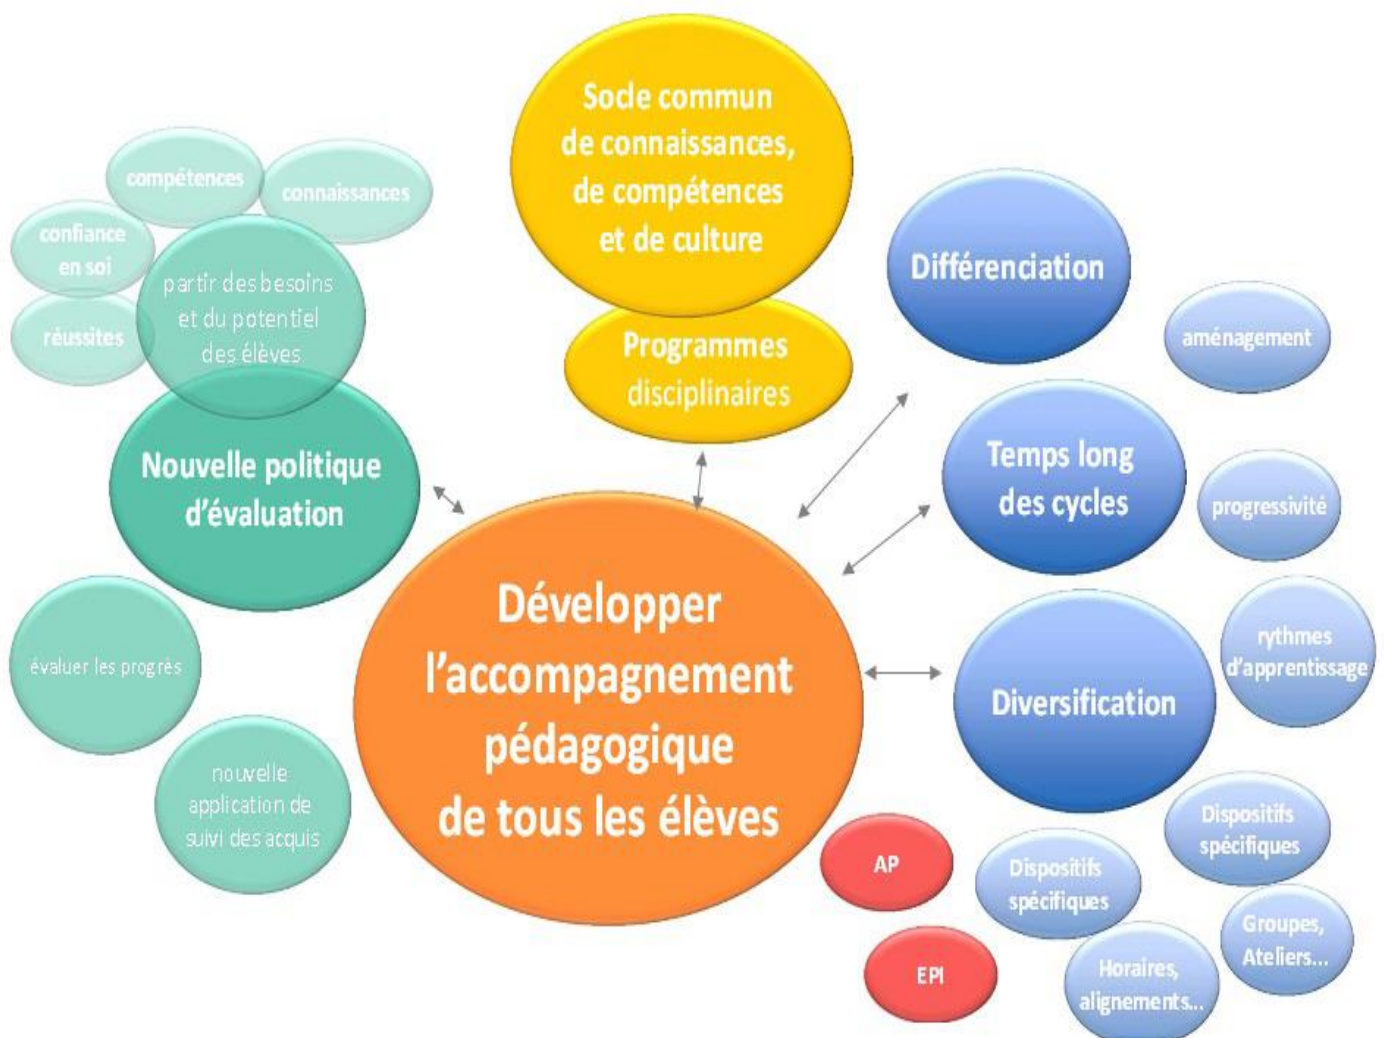 Socle commun
de connaissances,
de compétences
et de culture
Programmes
disciplinaires
compétences
connaissances
confiance
en soi
réussites
partir des besoins
et du potentiel
des élèves
Nouvelle politique
d'évaluation
évaluer les progrès
nouvelle
application de
suivi des acquis
Développer
l'accompagnement
pédagogique
de tous les élèves
Différenciation
aménagement
Temps long
des cycles
progressivité
rythmes
d'apprentissage
Diversification
Dispositifs
spécifiques
Dispositifs
spécifiques
Groupes,
Ateliers...
Horaires,
alignements...
AP
EPI